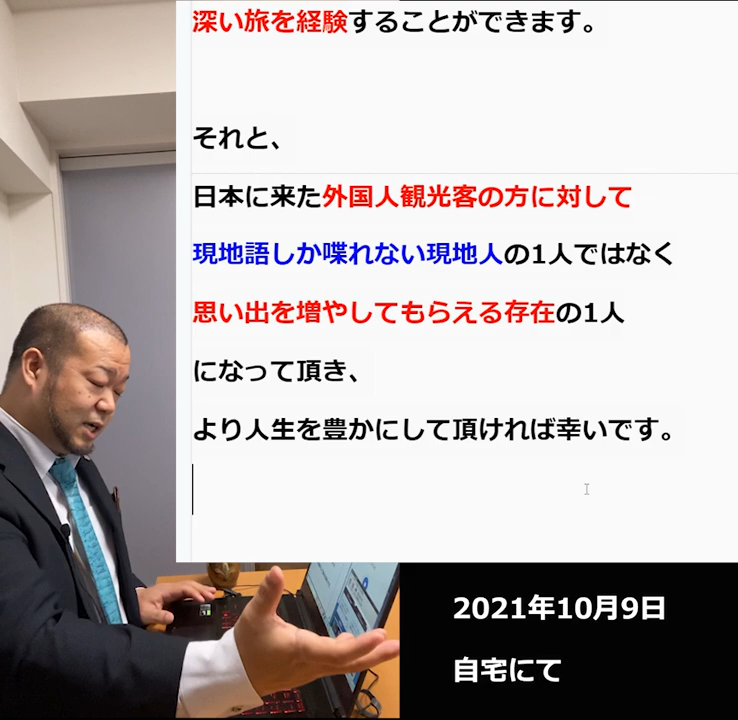 深い旅を経験することができます。
それと、
日本に来た外国人観光客の方に対して
現地語しか喋れない現地人の1人ではなく
思い出を増やしてもらえる存在の1人
になって頂き、
より人生を豊かにして頂ければ幸いです。
2021年10月9日
自宅にて